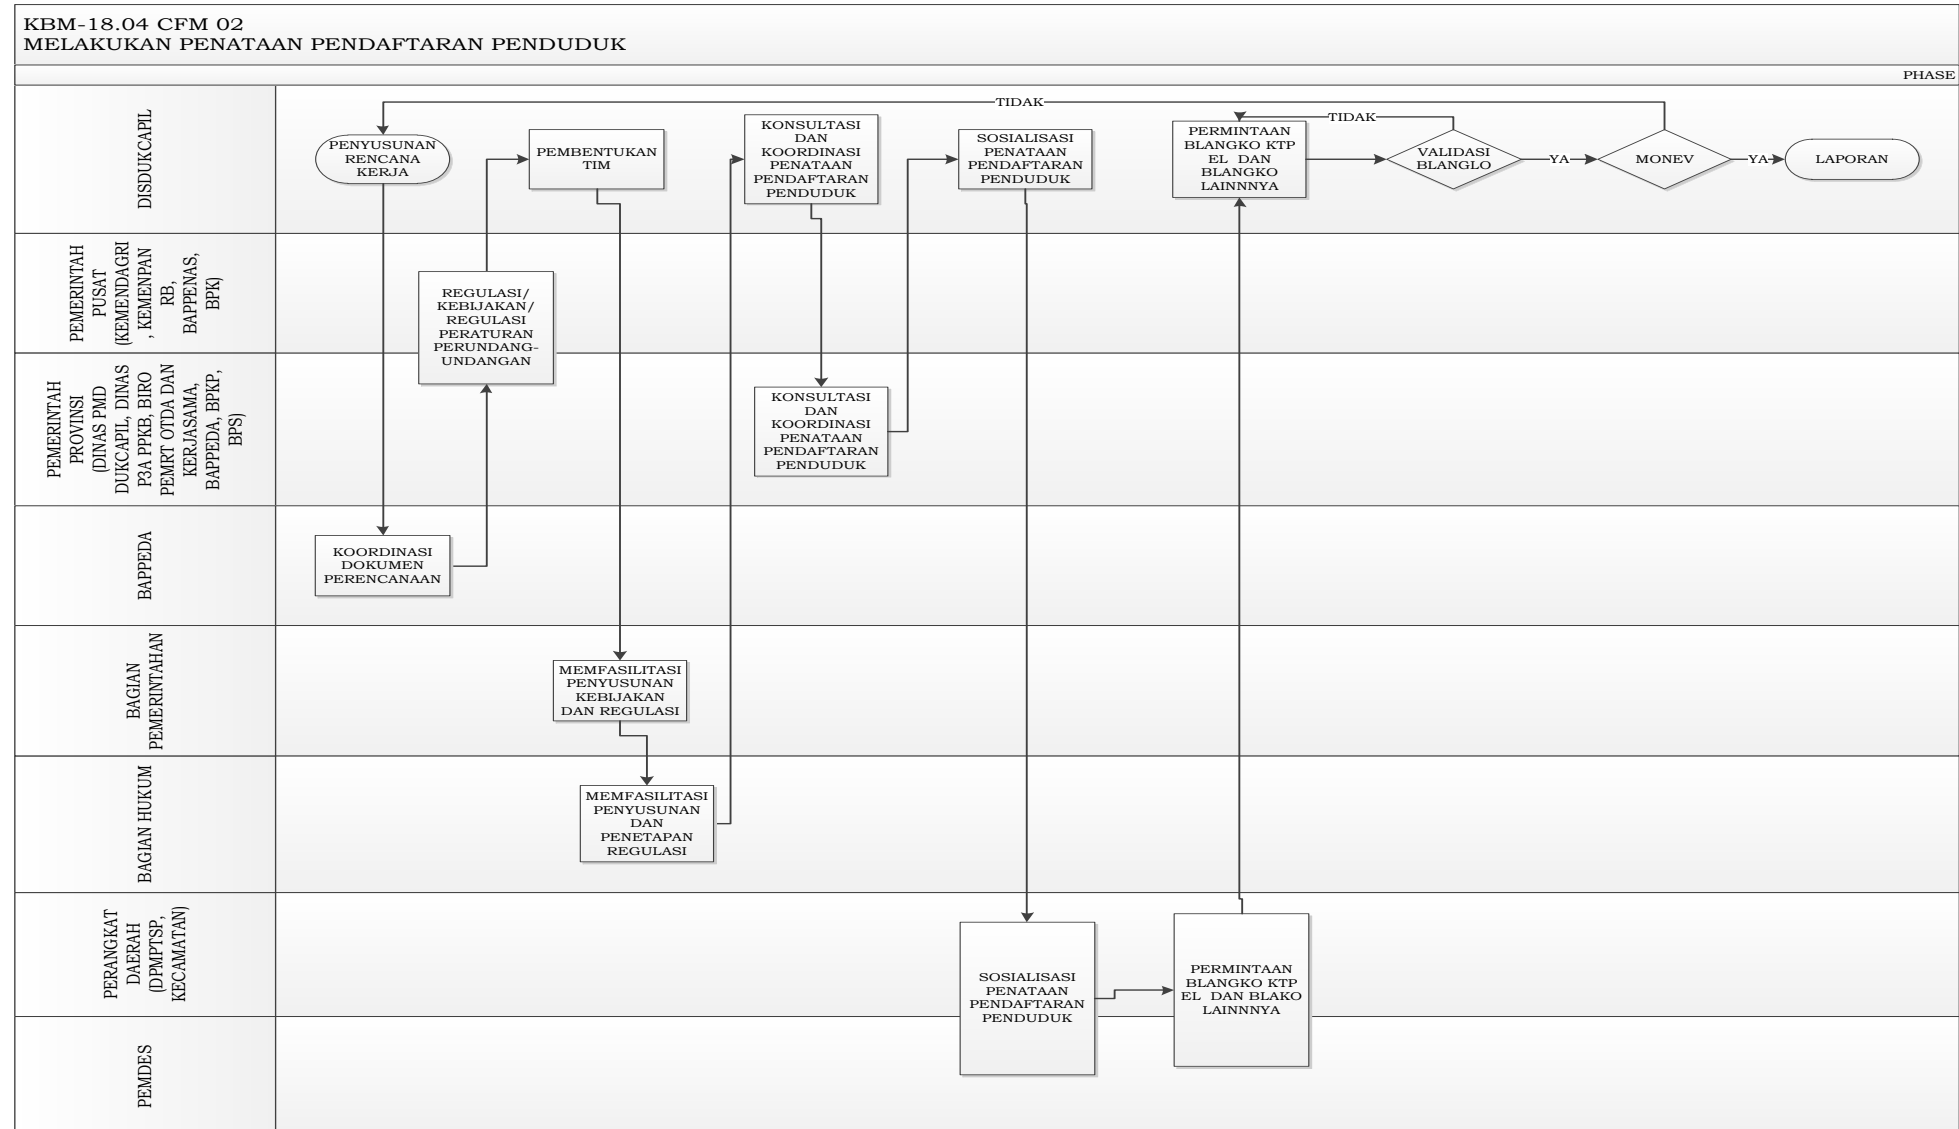 KBM-18.04 CFM 02
MELAKUKAN PENATAAN PENDAFTARAN PENDUDUK
PHASE
DISDUKCAPIL
TIDAK
PENYUSUNAN
RENCANA
KERJA
PEMBENTUKAN
TIM
KONSULTASI
DAN
KOORDINASI
PENATAAN
PENDAFTARAN
PENDUDUK
SOSIALISASI
PENATAAN
PENDAFTARAN
PENDUDUK
PERMINTAAN
BLANGKO KTP
EL DAN
BLANGKO
LAINNNYA
TIDAK
VALIDASI
BLANGLO
YA
MONEV
YA
LAPORAN
PEMERINTAH
PUSAT
(KEMENDAGRI
, KEMENPAN
RB,
BAPPENAS,
BPK)
REGULASI/
KEBIJAKAN/
REGULASI
PERATURAN
PERUNDANG-
UNDANGAN
PEMERINTAH
PROVINSI
(DINAS PMD
DUKCAPIL, DINAS
P3A PPKB, BIRO
PEMRT OTDA DAN
KERJASAMA,
BAPPEDA, BPKP,
BPS)
KONSULTASI
DAN
KOORDINASI
PENATAAN
PENDAFTARAN
PENDUDUK
BAPPEDA
KOORDINASI
DOKUMEN
PERENCANAAN
BAGIAN
PEMERINTAHAN
MEMFASILITASI
PENYUSUNAN
KEBIJAKAN
DAN REGULASI
BAGIAN HUKUM
MEMFASILITASI
PENYUSUNAN
DAN
PENETAPAN
REGULASI
PERANGKAT
DAERAH
(DPMPTSP,
KECAMATAN)
SOSIALISASI
PENATAAN
PENDAFTARAN
PENDUDUK
PERMINTAAN
BLANGKO KTP
EL DAN BLAKO
LAINNNYA
PEMDES